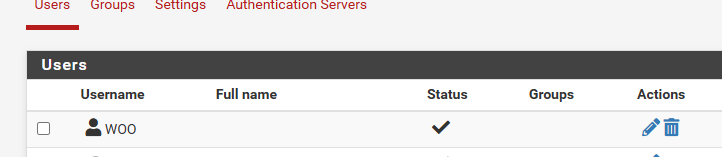 Users Groups Settings Authentication Servers
Users
Username Full name Status Groups Actions
WOO